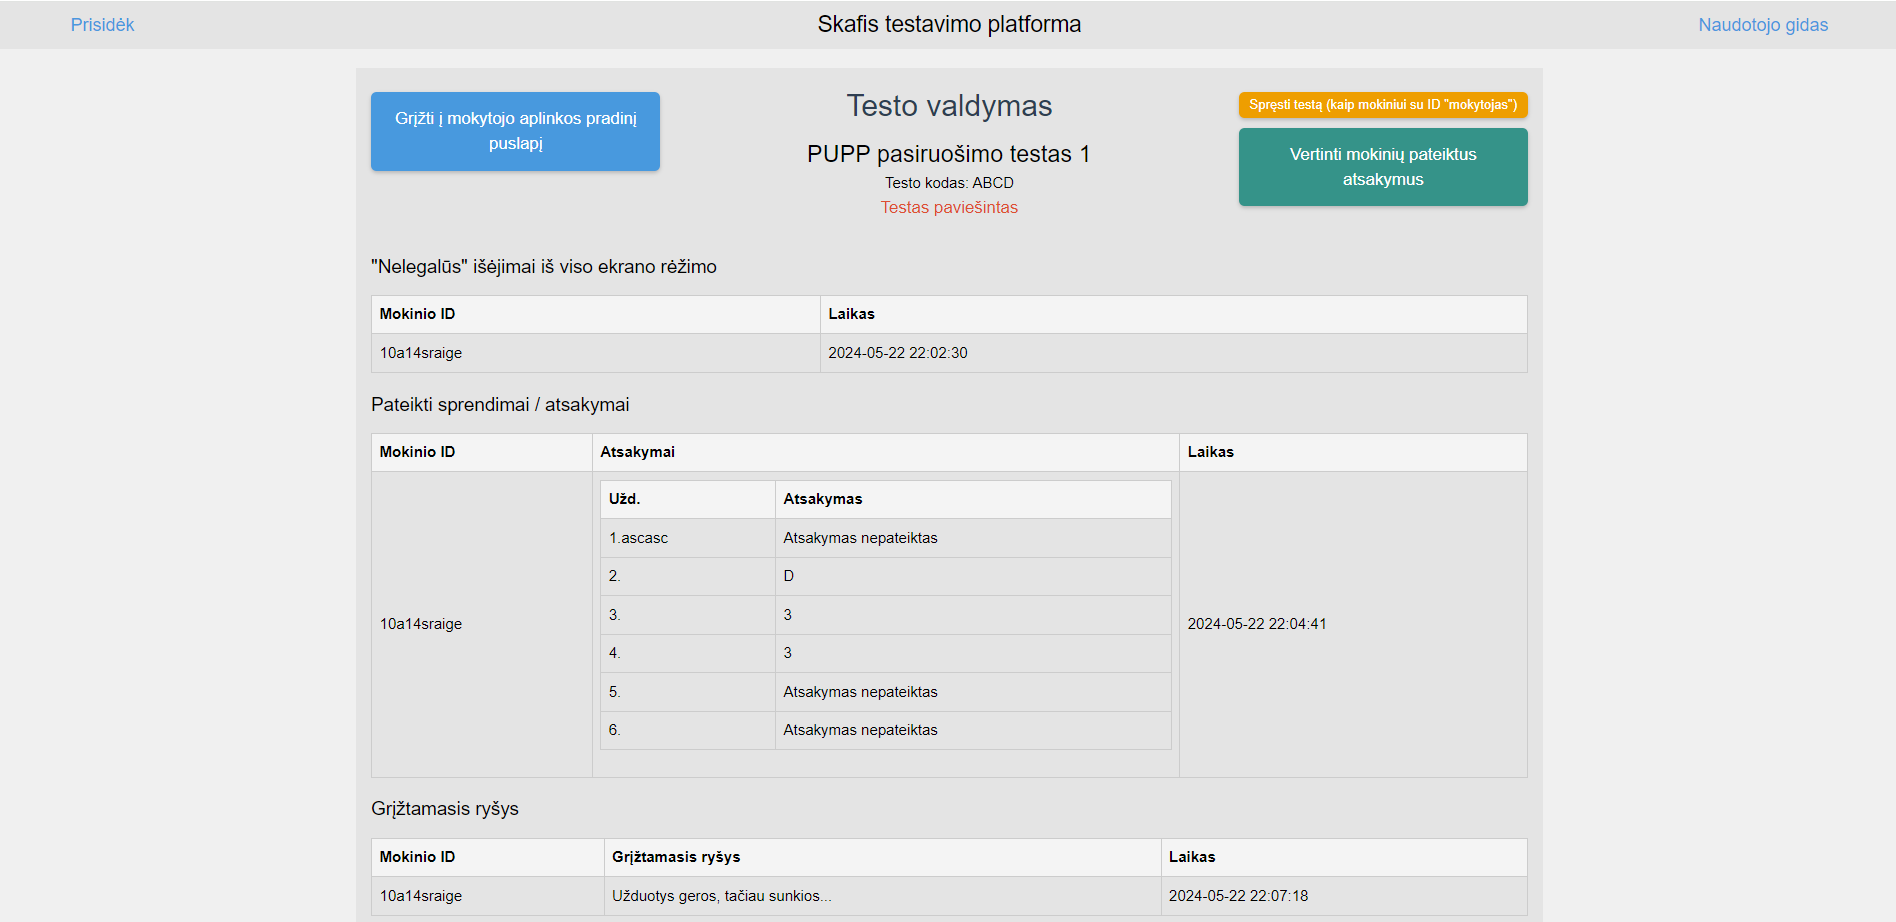 Prisidėk
Skafis testavimo platforma
Naudotojo gidas
Grįžti į mokytojo aplinkos pradinį
puslapį
Testo valdymas
PUPP pasiruošimo testas 1
Testo kodas: ABCD
Testas paviešintas
Spręsti testą (kaip mokiniui su ID "mokytojas")
Vertinti mokinių pateiktus
atsakymus
"Nelegalūs" išėjimai iš viso ekrano rėžimo
Mokinio ID Laikas
10a14sraige 2024-05-22 22:02:30
Pateikti sprendimai / atsakymai
Mokinio ID Atsakymai Laikas
Užd. Atsakymas
1.ascasc Atsakymas nepateiktas
2. D
3. 3
10a14sraige 2024-05-22 22:04:41
4. 3
5. Atsakymas nepateiktas
6. Atsakymas nepateiktas
Grįžtamasis ryšys
Mokinio ID Grįžtamasis ryšys Laikas
10a14sraige Užduotys geros, tačiau sunkios... 2024-05-22 22:07:18